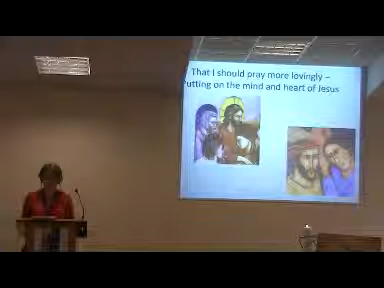 That I should pray more lovingly –
Putting on the mind and heart of Jesus